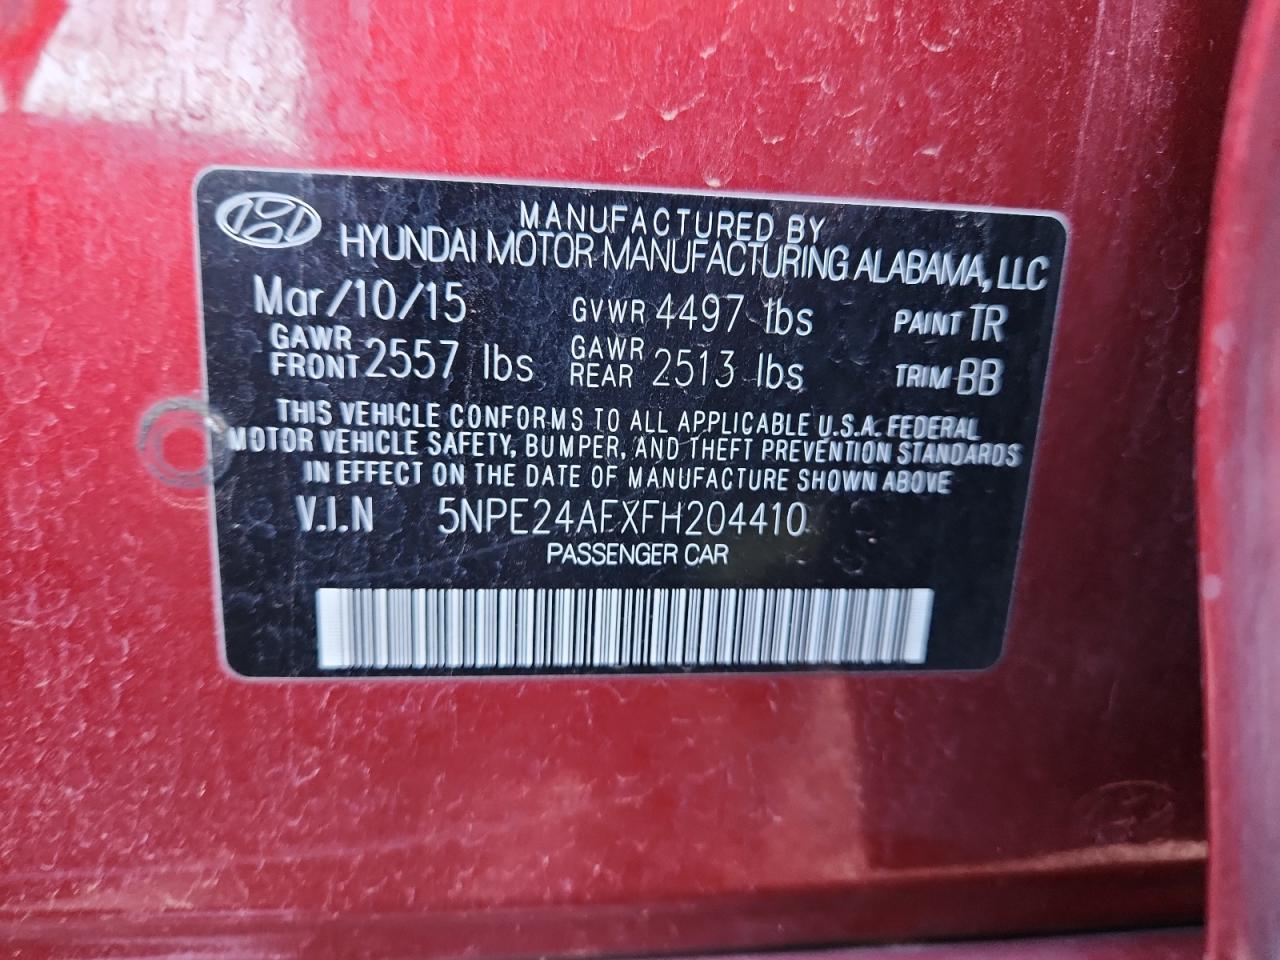 MANUFACTURED BY
HYUNDAI MOTOR MANUFACTURING ALABAMA, LLC
Mar/10/15 GVWR 4497 lbs PAINT TR
GAWR FRONT 2557 lbs GAWR REAR 2513 lbs TRIM BB
THIS VEHICLE CONFORMS TO ALL APPLICABLE U.S.A. FEDERAL
MOTOR VEHICLE SAFETY, BUMPER, AND THEFT PREVENTION STANDARDS
IN EFFECT ON THE DATE OF MANUFACTURE SHOWN ABOVE
V.I.N 5NPE24AFXFH204410
PASSENGER CAR